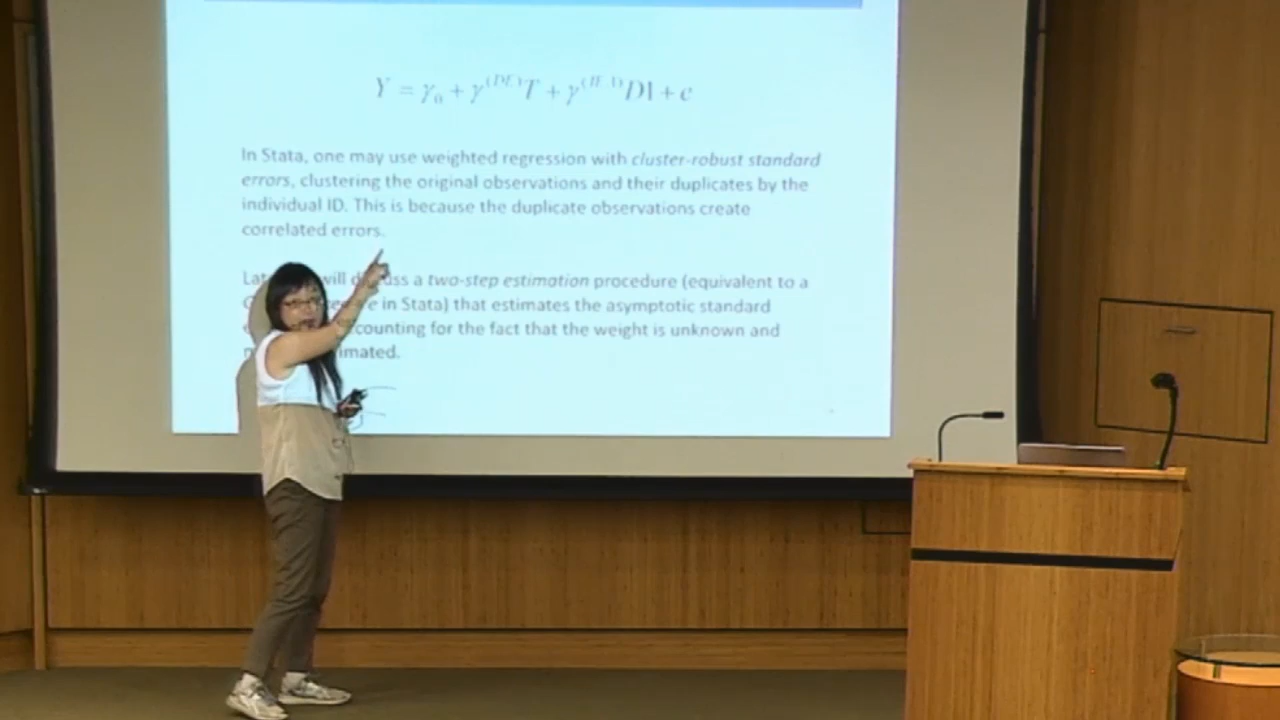 Y = γ₀ + γ^(DE) T + γ^(IE.1) D1 + e
In Stata, one may use weighted regression with cluster-robust standard
errors, clustering the original observations and their duplicates by the
individual ID. This is because the duplicate observations create
correlated errors.
will discuss a two-step estimation procedure (equivalent to a
in Stata) that estimates the asymptotic standard
counting for the fact that the weight is unknown and
imated.